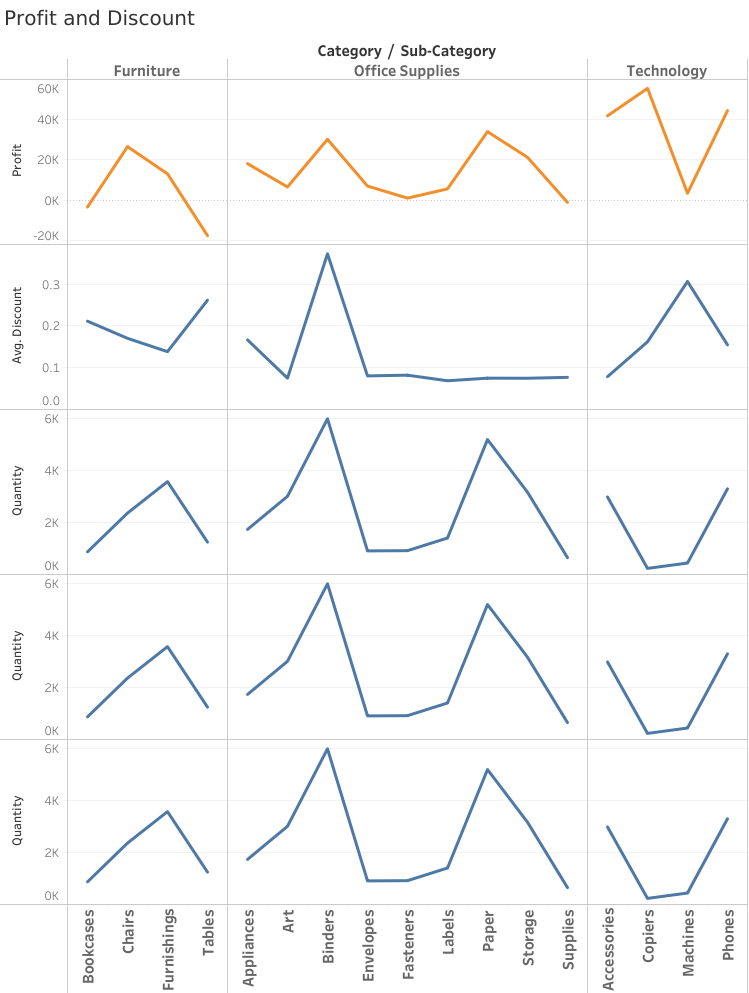 Profit and Discount
Category / Sub-Category
Furniture
Office Supplies
Technology
Profit
60K
40K
20K
0K
-20K
Avg. Discount
0.3
0.2
0.1
0.0
Quantity
6K
4K
2K
0K
Quantity
6K
4K
2K
0K
Quantity
6K
4K
2K
0K
Bookcases
Chairs
Furnishings
Tables
Appliances
Art
Binders
Envelopes
Fasteners
Labels
Paper
Storage
Supplies
Accessories
Copiers
Machines
Phones